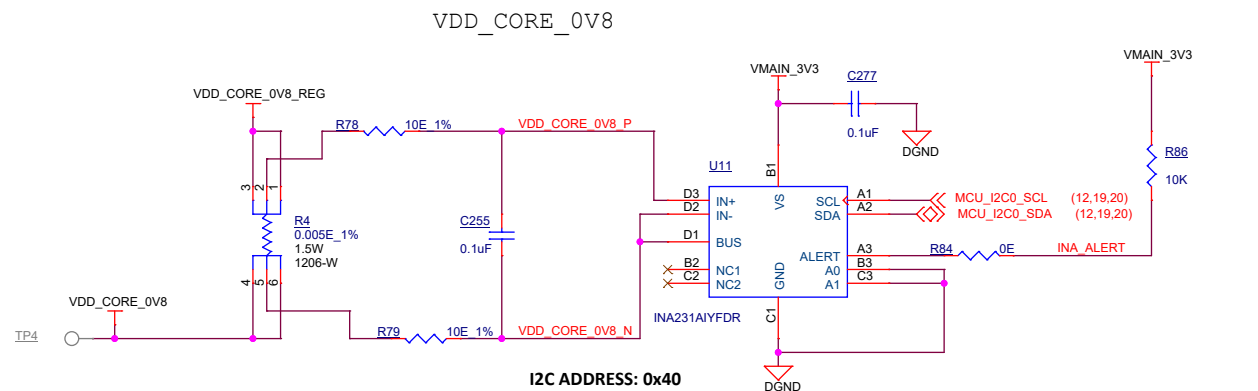 VDD_CORE_0V8
VMAIN_3V3
VMAIN_3V3
C277
0.1uF
DGND
VDD_CORE_0V8_REG
R78
10E_1%
VDD_CORE_0V8_P
U11
B1
R86
10K
3
2
1
R4
0.005E_1%
1.5W
1206-W
4
5
6
C255
0.1uF
D3
IN+
D2
IN-
D1
BUS
B2
NC1
C2
NC2
VS
GND
SCL
A1
MCU_I2C0_SCL (12,19,20)
SDA
A2
MCU_I2C0_SDA (12,19,20)
ALERT
A3
R84
0E
INA_ALERT
A0
B3
A1
C3
INA231AIYFDR
C1
VDD_CORE_0V8
TP4
R79
10E_1%
VDD_CORE_0V8_N
I2C ADDRESS: 0x40
DGND